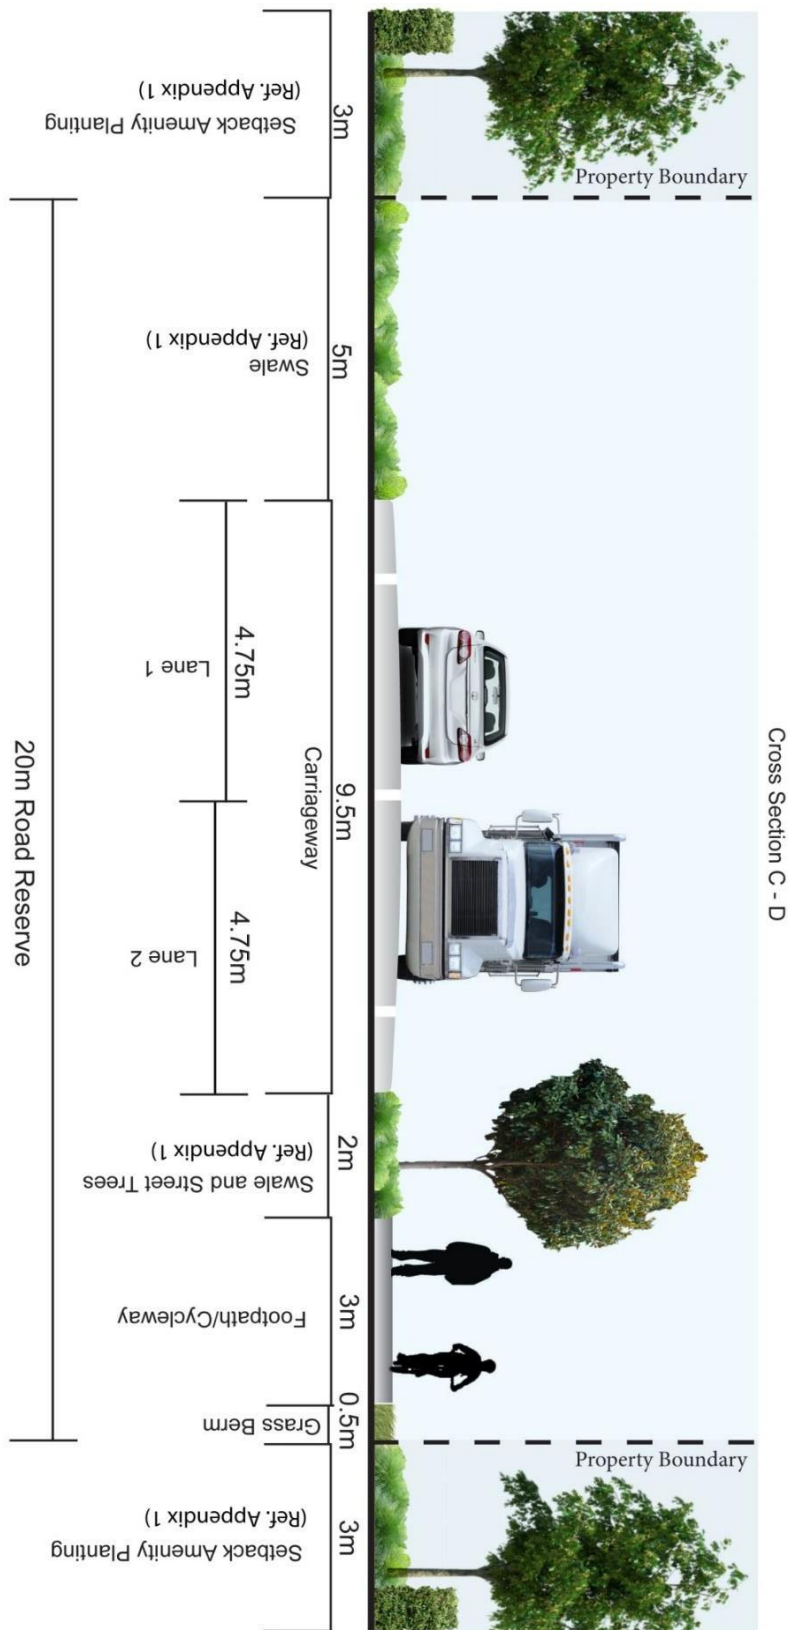 Cross Section C - D
Property Boundary
Property Boundary
3m
Setback Amenity Planting
(Ref. Appendix 1)
5m
Swale
(Ref. Appendix 1)
9.5m
Carriageway
4.75m
Lane 1
4.75m
Lane 2
2m
Swale and Street Trees
(Ref. Appendix 1)
3m
Footpath/Cycleway
0.5m
Grass Berm
3m
Setback Amenity Planting
(Ref. Appendix 1)
20m Road Reserve